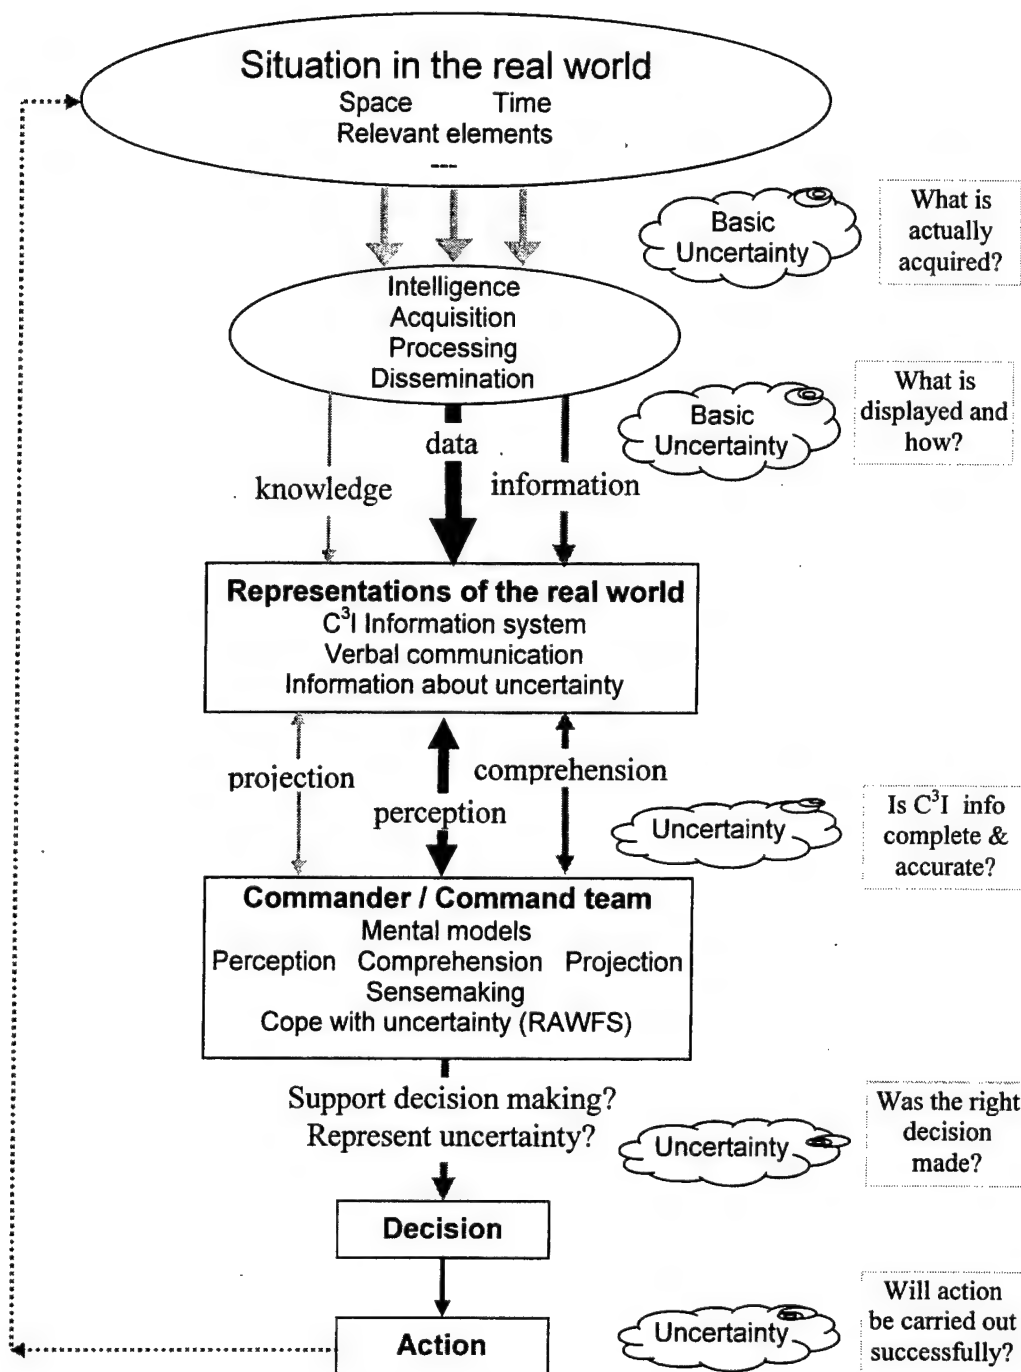 Situation in the real world
Space Time
Relevant elements
---
Basic
Uncertainty
What is
actually
acquired?
Intelligence
Acquisition
Processing
Dissemination
Basic
Uncertainty
What is
displayed and
how?
data
knowledge
information
Representations of the real world
C³I Information system
Verbal communication
Information about uncertainty
projection
comprehension
perception
Uncertainty
Is C³I info
complete &
accurate?
Commander / Command team
Mental models
Perception Comprehension Projection
Sensemaking
Cope with uncertainty (RAWFS)
Support decision making?
Represent uncertainty?
Uncertainty
Was the right
decision
made?
Decision
Action
Uncertainty
Will action
be carried out
successfully?